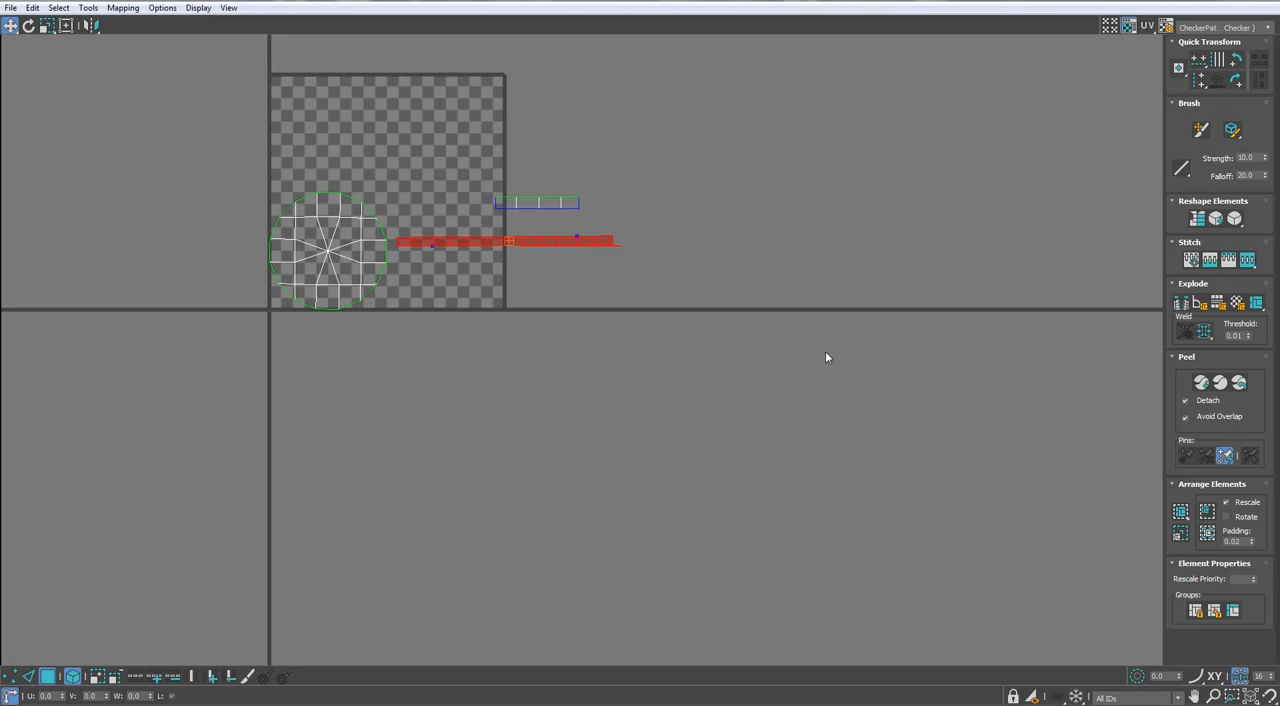 File Edit Select Tools Mapping Options Display View
UV CheckerPat... Checker )
Quick Transform
Brush
Strength: 10.0
Falloff: 20.0
Reshape Elements
Stitch
Explode
Weld
Threshold:
0.01
Peel
Detach
Avoid Overlap
Pins:
Arrange Elements
Rescale
Rotate
Padding:
0.02
Element Properties
Rescale Priority:
Groups:
0.0 XY 16
U: 0.0 V: 0.0 W: 0.0 L: All IDs